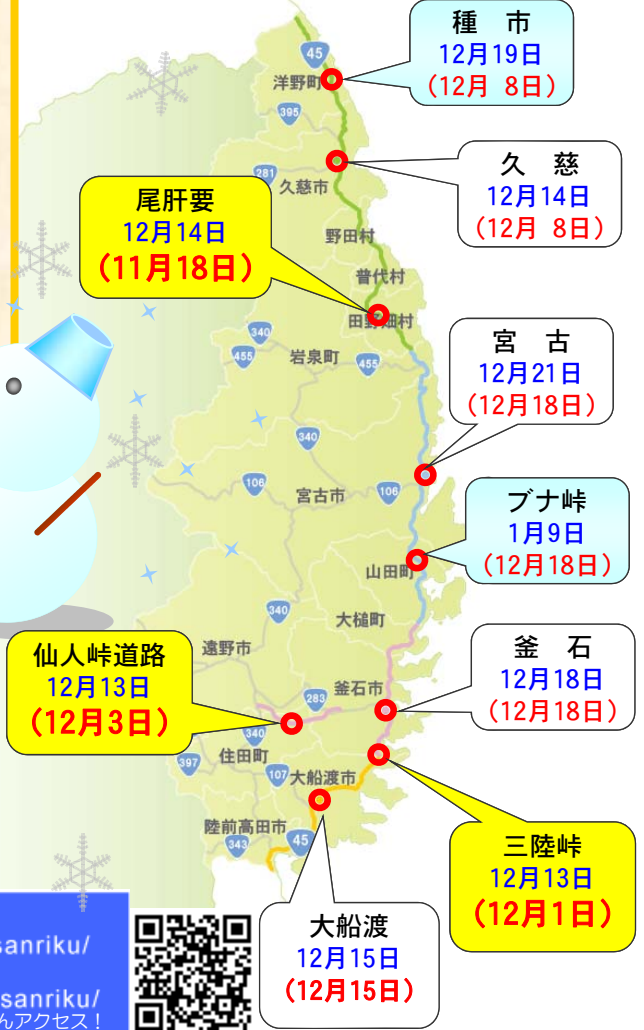 種 市
12月19日
(12月 8日)
45
洋野町
395
久 慈
12月14日
(12月 8日)
281
久慈市
尾肝要
12月14日
(11月18日)
野田村
普代村
田野畑村
340
455
岩泉町
455
宮 古
12月21日
(12月18日)
340
106
宮古市
106
ブナ峠
1月9日
(12月18日)
山田町
340
大槌町
仙人峠道路
12月13日
(12月3日)
遠野市
釜 石
12月18日
(12月18日)
283
釜石市
340
住田町
397
107
大船渡市
陸前高田市
343
45
三陸峠
12月13日
(12月1日)
大船渡
12月15日
(12月15日)
sanriku/
sanriku/
んアクセス!